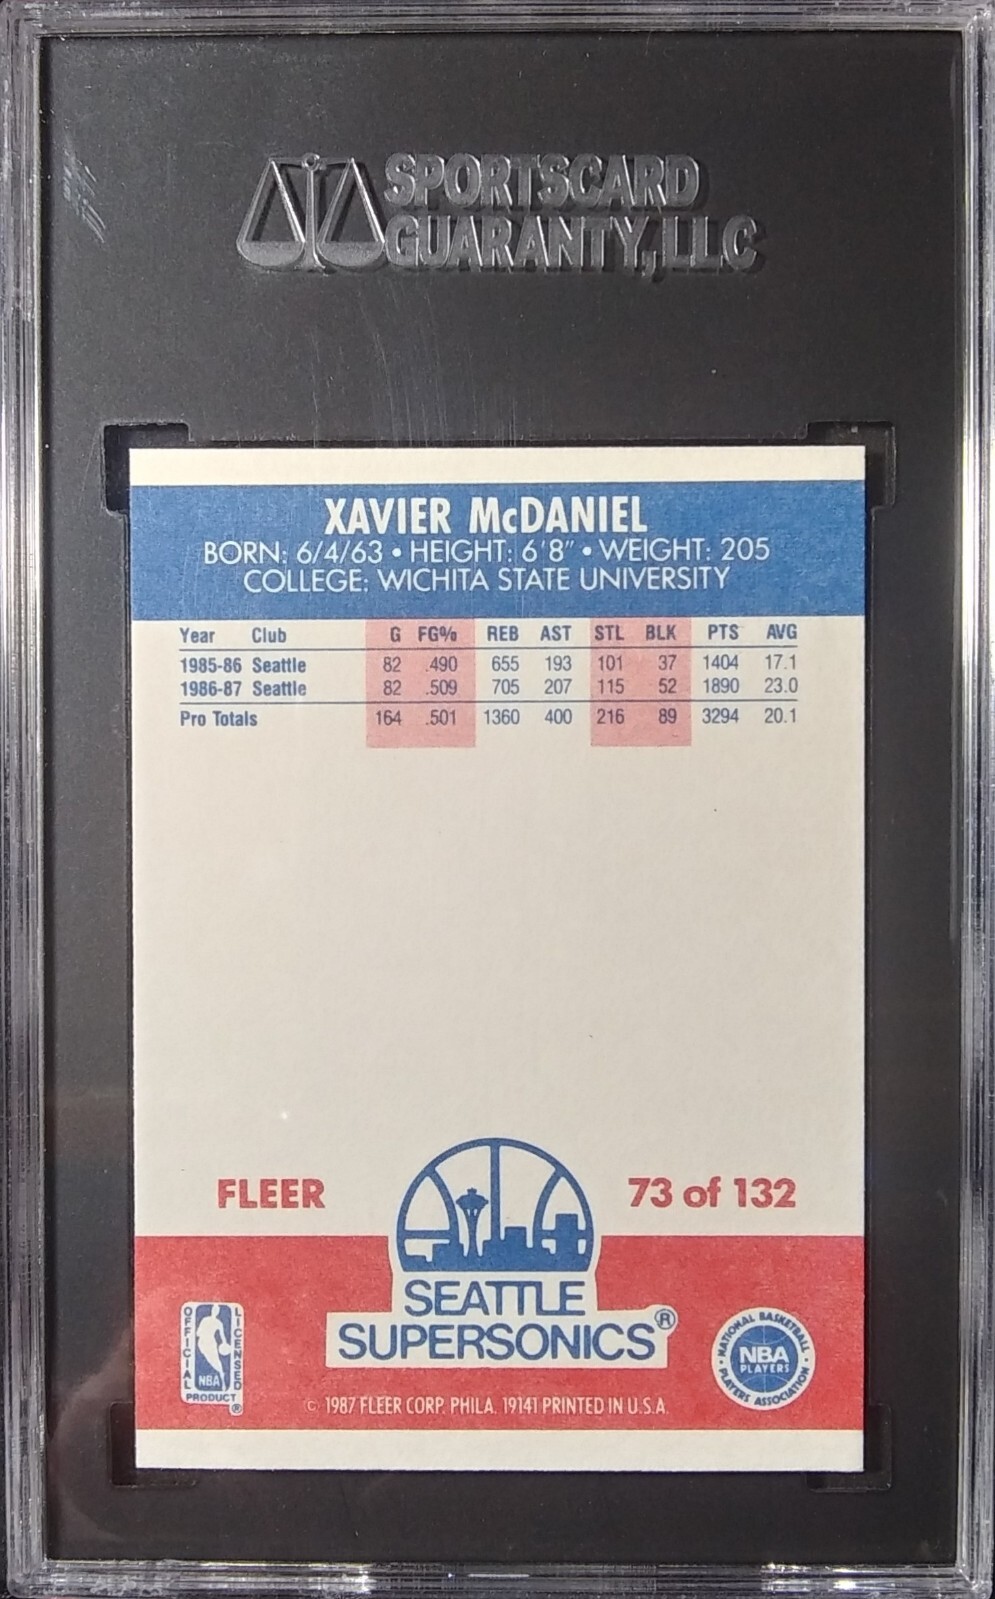 SPORTSCARD
GUARANTY, LLC
XAVIER McDANIEL
BORN: 6/4/63 • HEIGHT: 6'8" • WEIGHT: 205
COLLEGE: WICHITA STATE UNIVERSITY
Year Club G FG% REB AST STL BLK PTS AVG
1985-86 Seattle 82 .490 655 193 101 37 1404 17.1
1986-87 Seattle 82 .509 705 207 115 52 1890 23.0
Pro Totals 164 .501 1360 400 216 89 3294 20.1
FLEER
73 of 132
SEATTLE
SUPERSONICS®
OFFICIAL
LICENSED
NBA
PRODUCT®
NATIONAL BASKETBALL
NBA
PLAYERS
PLAYERS ASSOCIATION
© 1987 FLEER CORP. PHILA. 19141 PRINTED IN U.S.A.